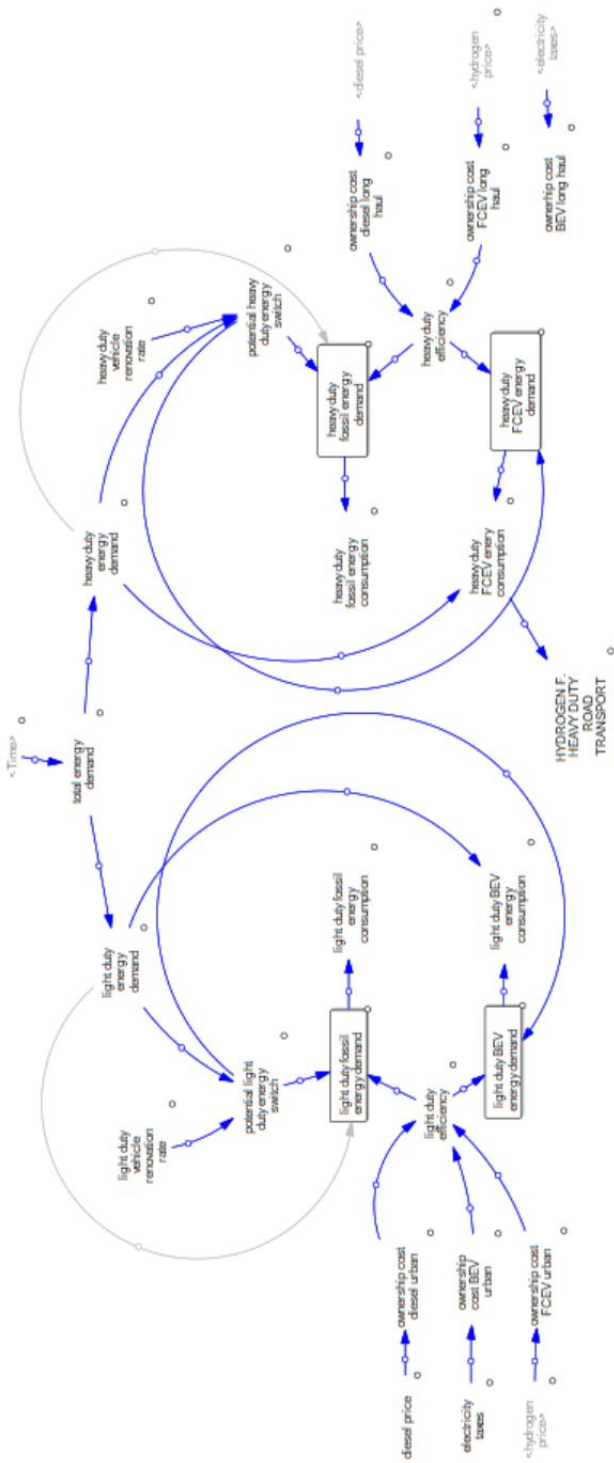 <Time>
total energy
demand
light duty
energy
demand
heavy duty
energy
demand
light duty
vehicle
renovation
rate
potential light
duty energy
switch
heavy duty
vehicle
renovation
rate
potential heavy
duty energy
switch
light duty fossil
energy demand
light duty fossil
energy
consumption
heavy duty
fossil energy
consumption
heavy duty
fossil energy
demand
diesel price
ownership cost
diesel urban
electricity
taxes
ownership
cost BEV
urban
<hydrogen
price>
ownership cost
FCEV urban
light duty
efficiency
light duty BEV
energy demand
light duty BEV
energy
consumption
heavy duty
FCEV enery
consumption
heavy duty
FCEV energy
demand
heavy duty
efficiency
ownership cost
diesel long
haul
<diesel price>
ownership cost
FCEV long
haul
<hydrogen
price>
ownership cost
BEV long haul
<electricity
taxes>
HYDROGEN F.
HEAVY DUTY
ROAD
TRANSPORT